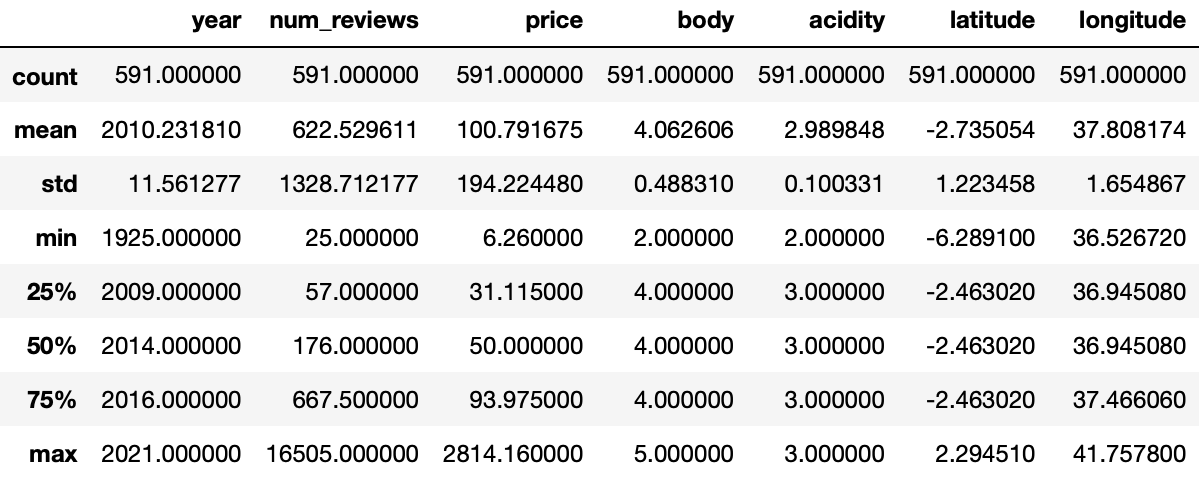 year num_reviews price body acidity latitude longitude
count 591.000000 591.000000 591.000000 591.000000 591.000000 591.000000 591.000000
mean 2010.231810 622.529611 100.791675 4.062606 2.989848 -2.735054 37.808174
std 11.561277 1328.712177 194.224480 0.488310 0.100331 1.223458 1.654867
min 1925.000000 25.000000 6.260000 2.000000 2.000000 -6.289100 36.526720
25% 2009.000000 57.000000 31.115000 4.000000 3.000000 -2.463020 36.945080
50% 2014.000000 176.000000 50.000000 4.000000 3.000000 -2.463020 36.945080
75% 2016.000000 667.500000 93.975000 4.000000 3.000000 -2.463020 37.466060
max 2021.000000 16505.000000 2814.160000 5.000000 3.000000 2.294510 41.757800